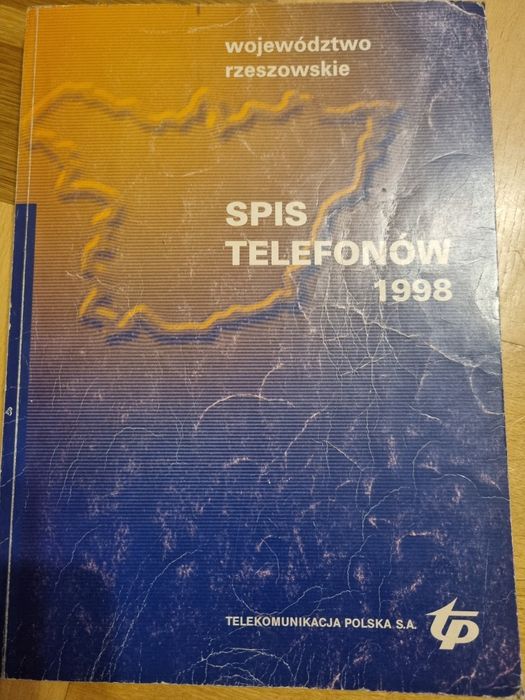 województwo
rzeszowskie
SPIS
TELEFONÓW
1998
TELEKOMUNIKACJA POLSKA S.A.
tp